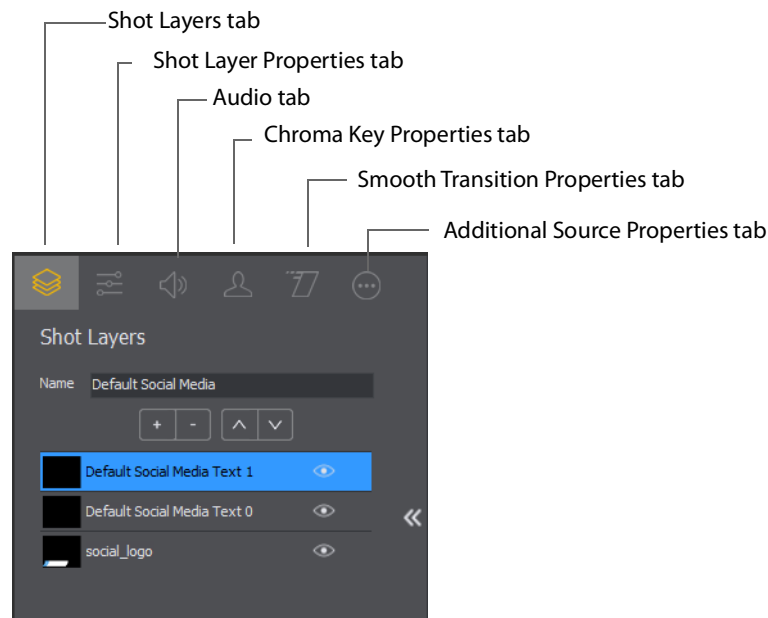 Shot Layers tab
Shot Layer Properties tab
Audio tab
Chroma Key Properties tab
Smooth Transition Properties tab
Additional Source Properties tab
Shot Layers
Name Default Social Media
+ -
Default Social Media Text 1
Default Social Media Text 0
social_logo